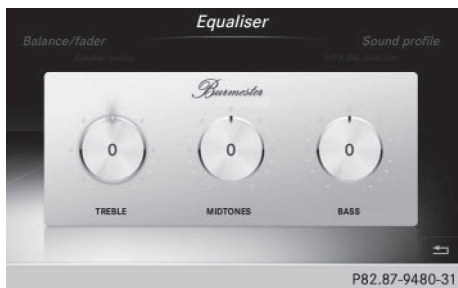 Equaliser
Balance/fader
Sound profile
Burmester
0
0
0
TREBLE
MIDTONES
BASS
P82.87-9480-31